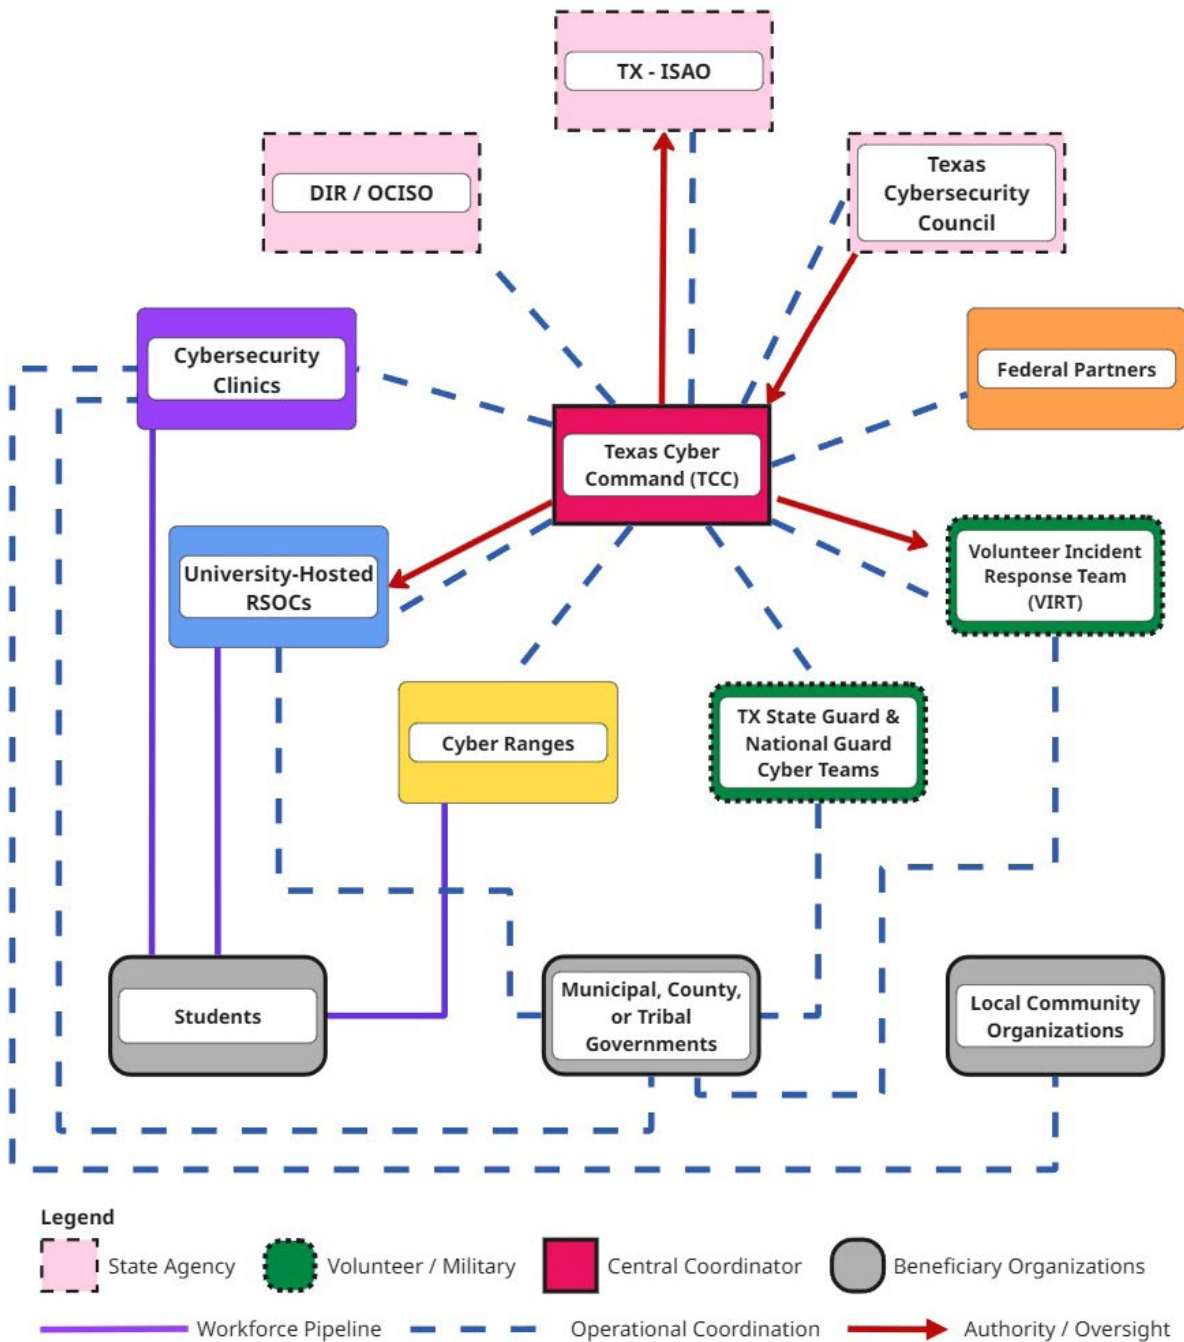 TX - ISAO
DIR / OCISO
Texas
Cybersecurity
Council
Cybersecurity
Clinics
Federal Partners
Texas Cyber
Command (TCC)
University-Hosted
RSOCs
Volunteer Incident
Response Team
(VIRT)
Cyber Ranges
TX State Guard &
National Guard
Cyber Teams
Students
Municipal, County,
or Tribal
Governments
Local Community
Organizations
Legend
State Agency
Volunteer / Military
Central Coordinator
Beneficiary Organizations
Workforce Pipeline
Operational Coordination
Authority / Oversight